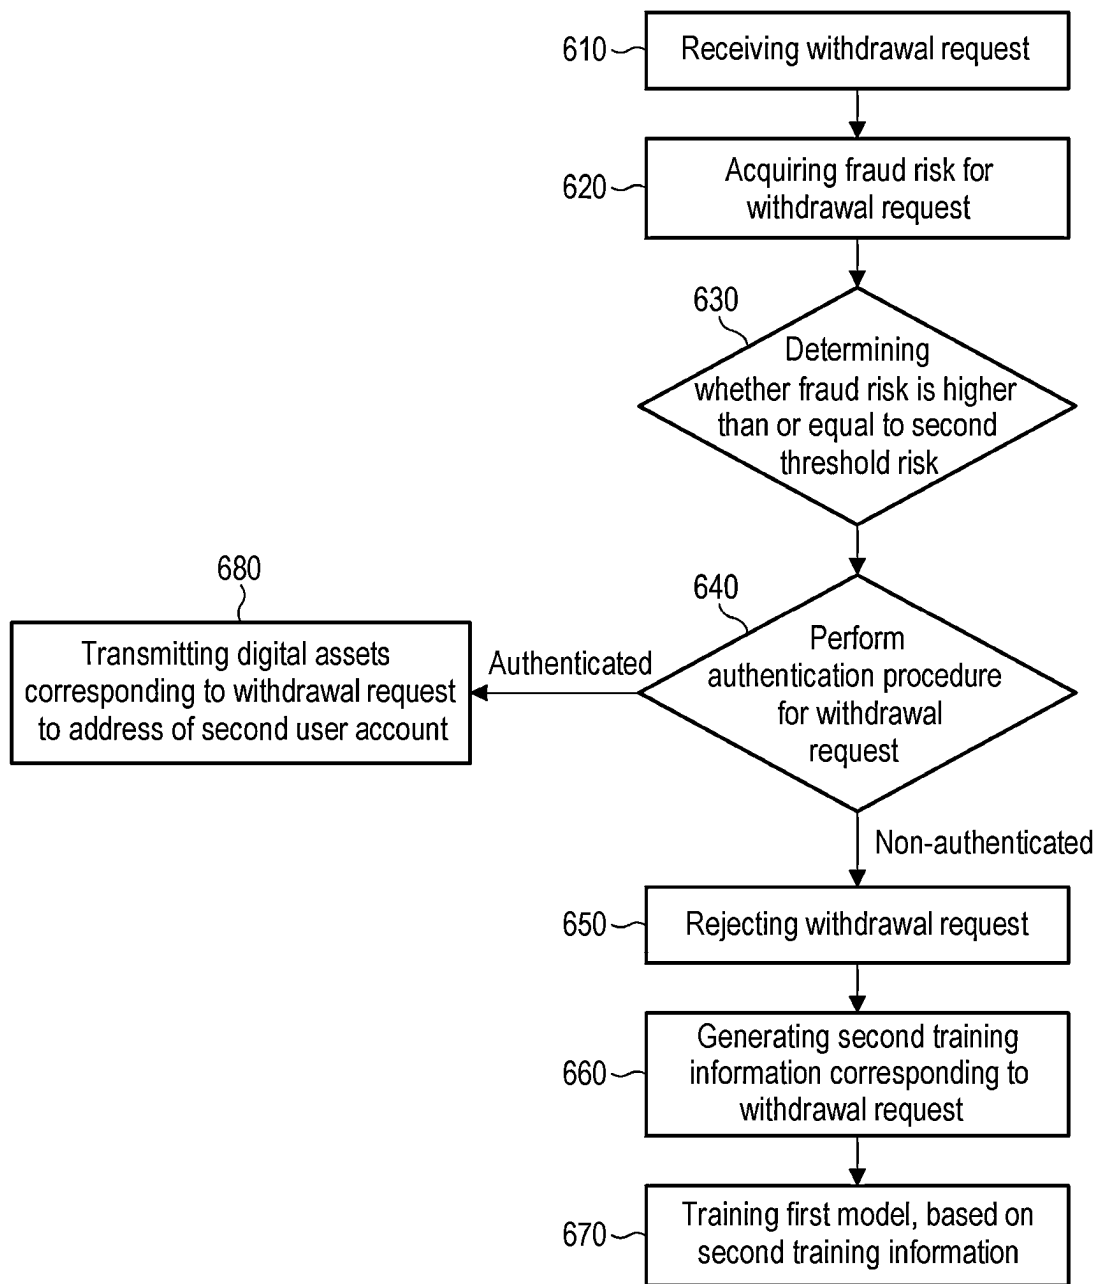 610
Receiving withdrawal request
620
Acquiring fraud risk for
withdrawal request
630
Determining
whether fraud risk is higher
than or equal to second
threshold risk
640
Perform
authentication procedure
for withdrawal
request
Authenticated
680
Transmitting digital assets
corresponding to withdrawal request
to address of second user account
Non-authenticated
650
Rejecting withdrawal request
660
Generating second training
information corresponding to
withdrawal request
670
Training first model, based on
second training information